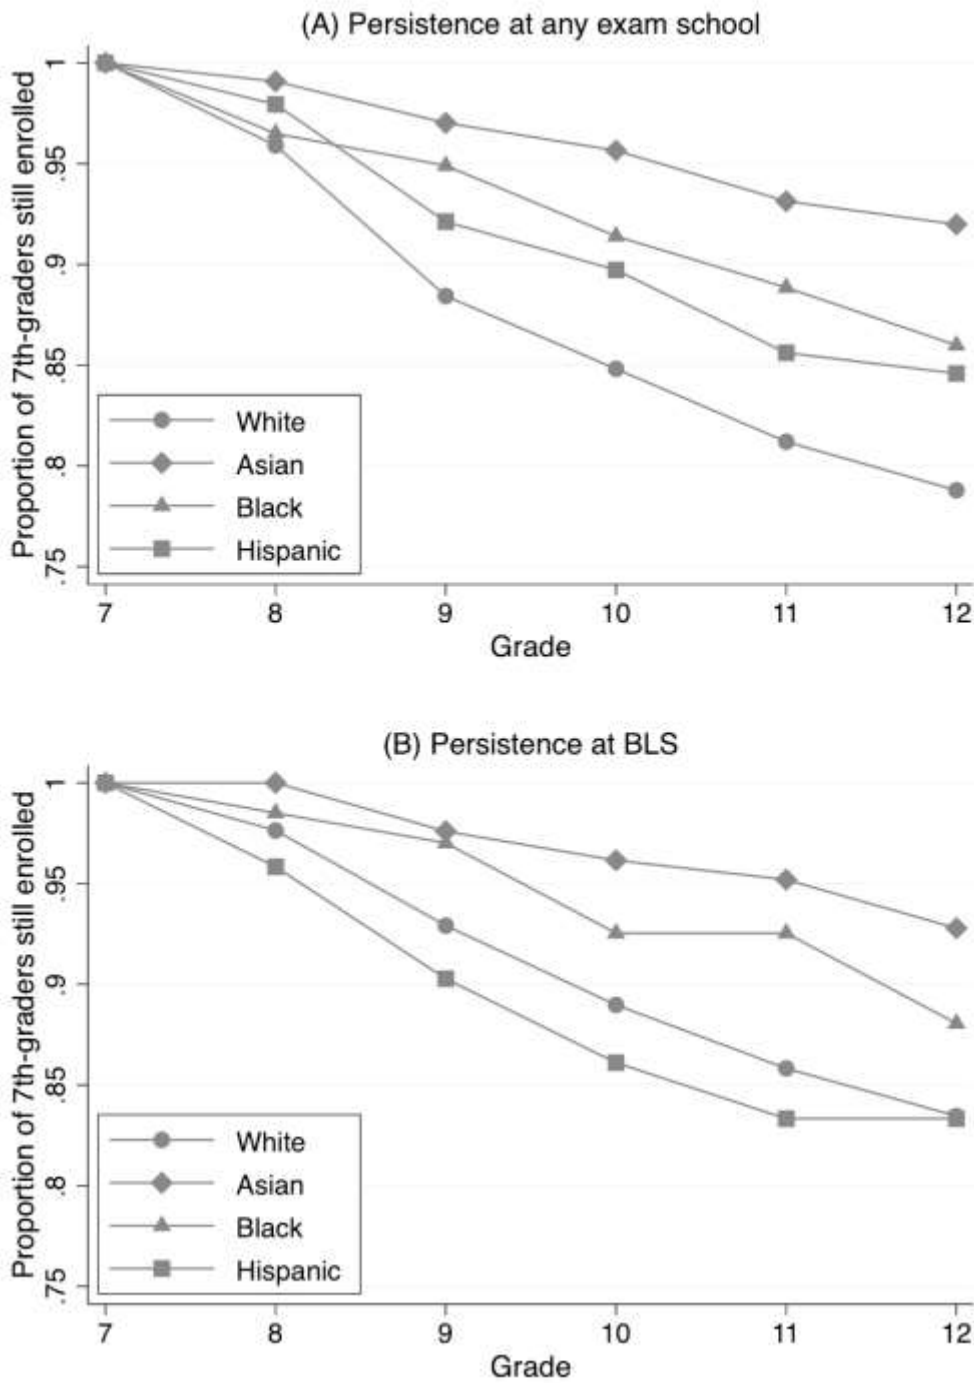 (A) Persistence at any exam school
Proportion of 7th-graders still enrolled
1
.95
.9
.85
.8
.75
White
Asian
Black
Hispanic
7 8 9 10 11 12
Grade
(B) Persistence at BLS
Proportion of 7th-graders still enrolled
1
.95
.9
.85
.8
.75
White
Asian
Black
Hispanic
7 8 9 10 11 12
Grade